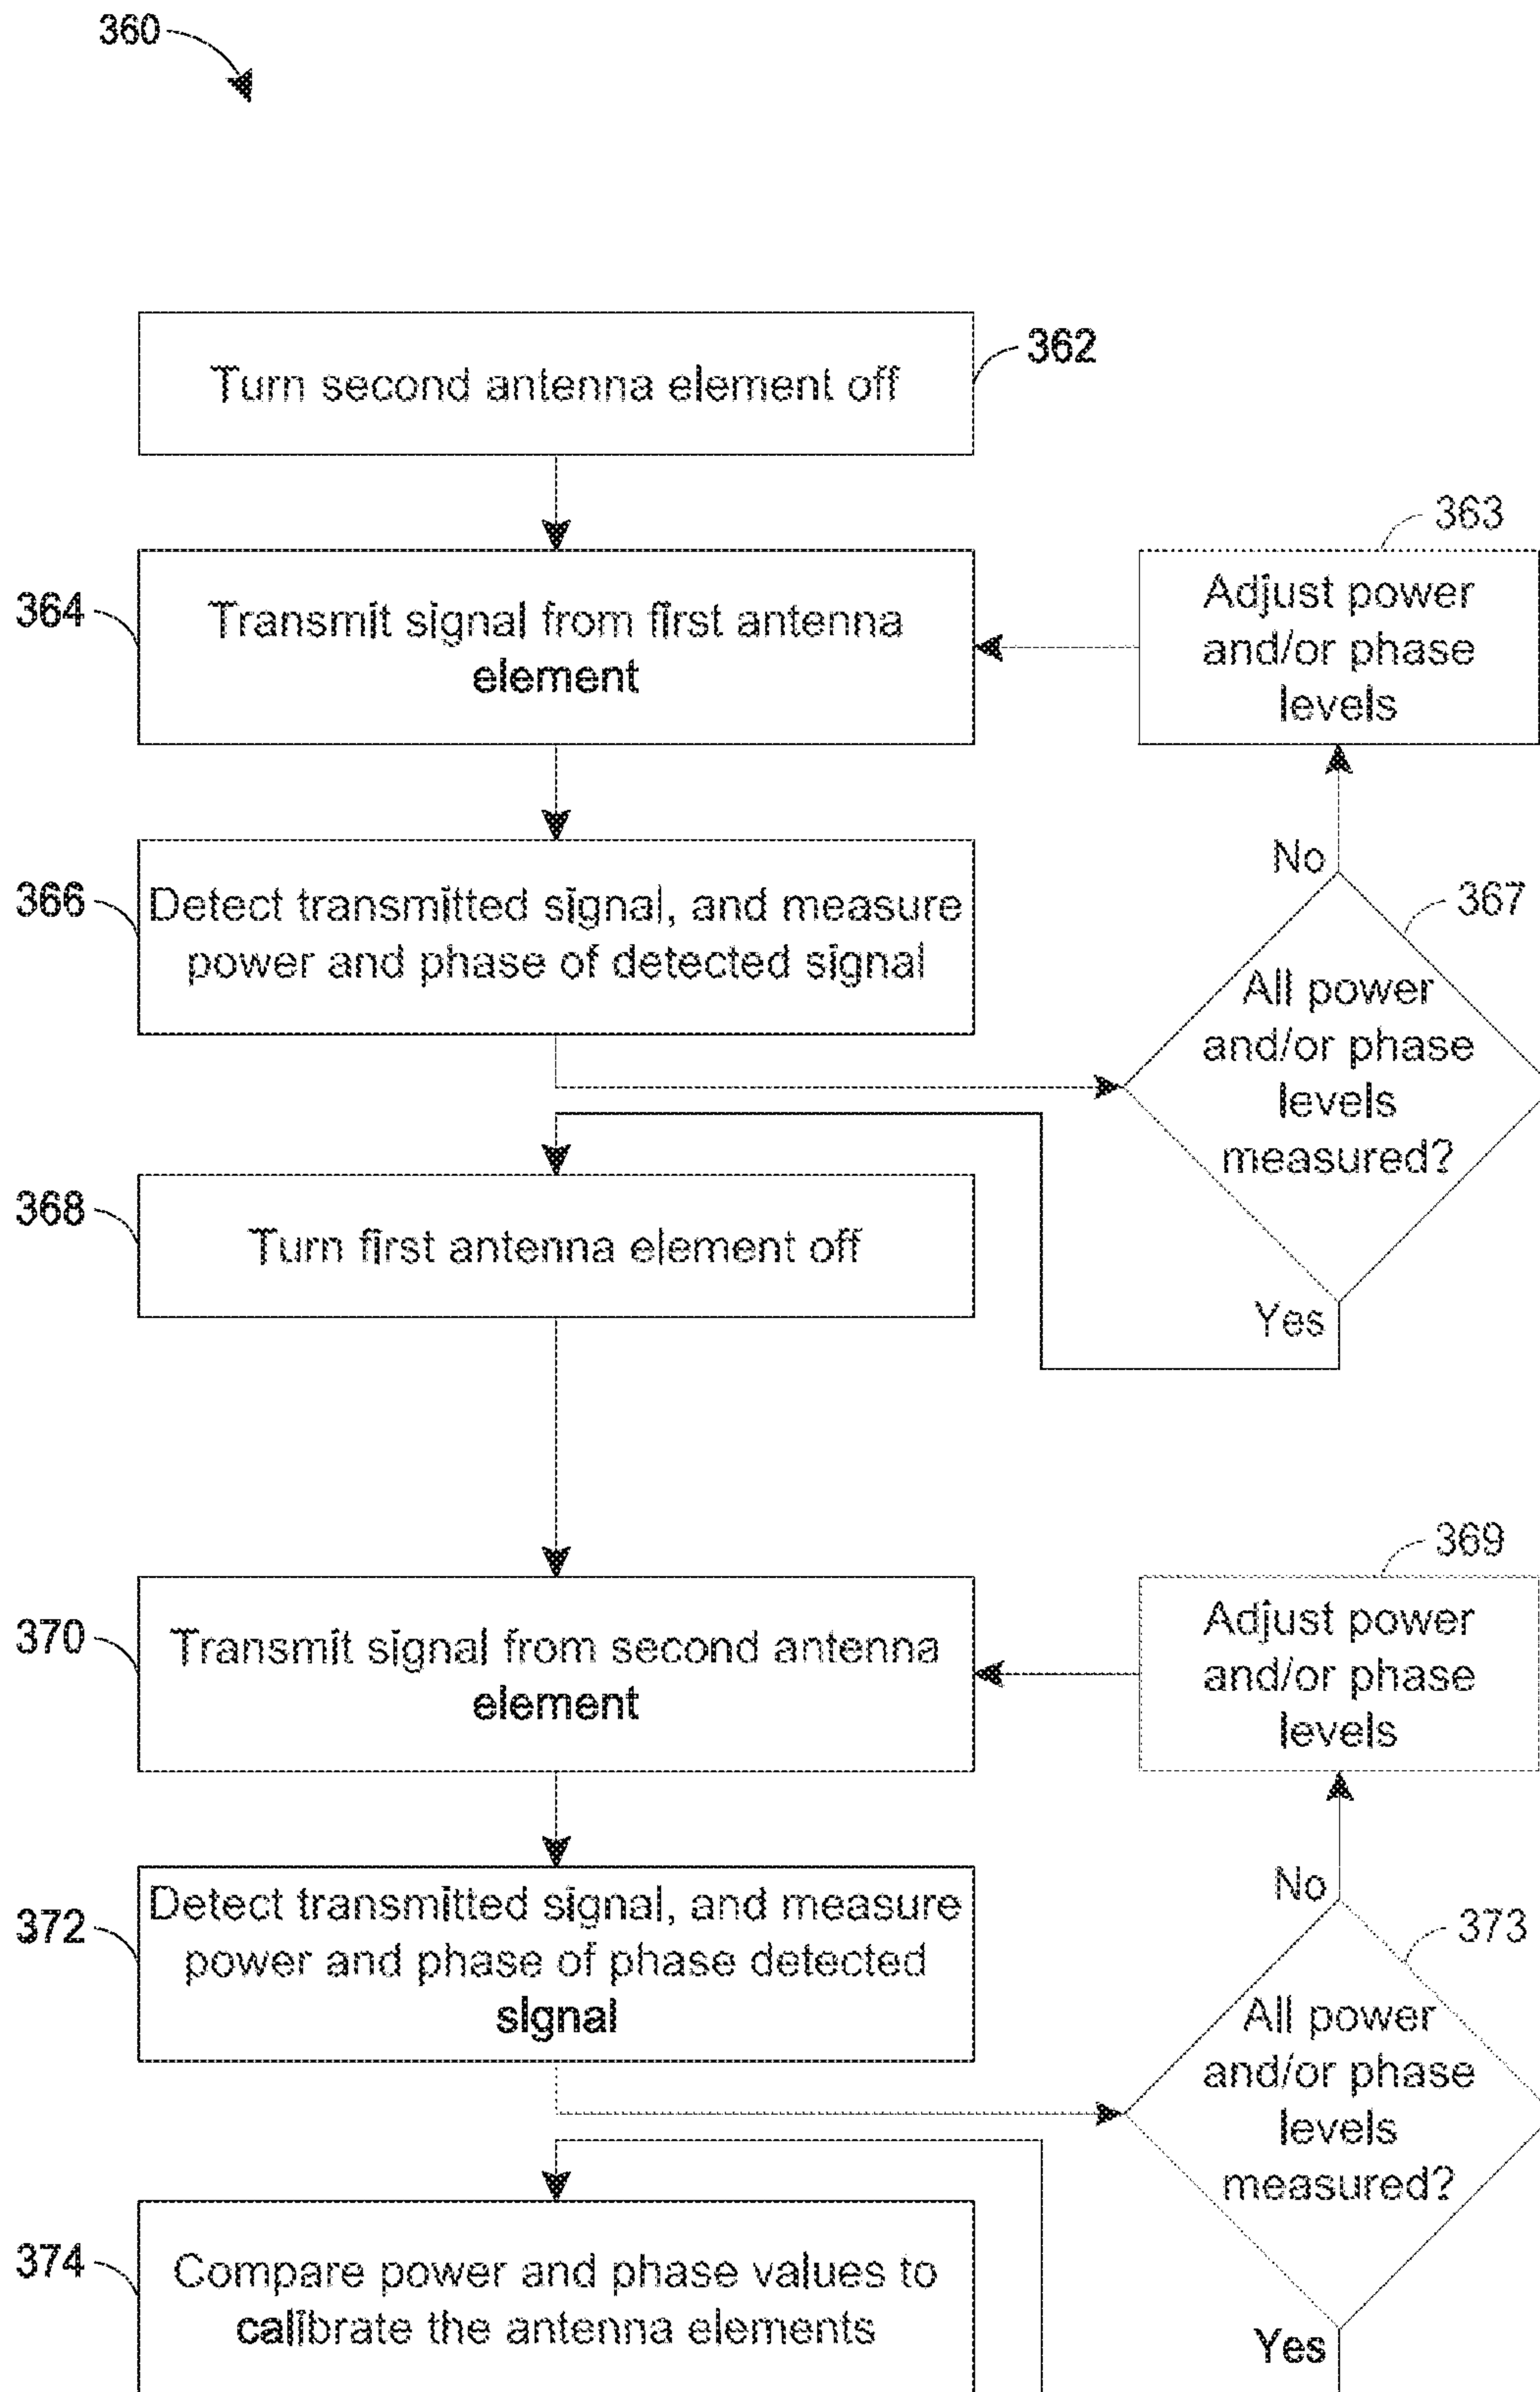 360
Turn second antenna element off
362
363
364
Transmit signal from first antenna
element
Adjust power
and/or phase
levels
366
Detect transmitted signal, and measure
power and phase of detected signal
No
367
All power
and/or phase
levels
measured?
368
Turn first antenna element off
Yes
369
370
Transmit signal from second antenna
element
Adjust power
and/or phase
levels
372
Detect transmitted signal, and measure
power and phase of phase detected
signal
No
373
All power
and/or phase
levels
measured?
374
Compare power and phase values to
calibrate the antenna elements
Yes